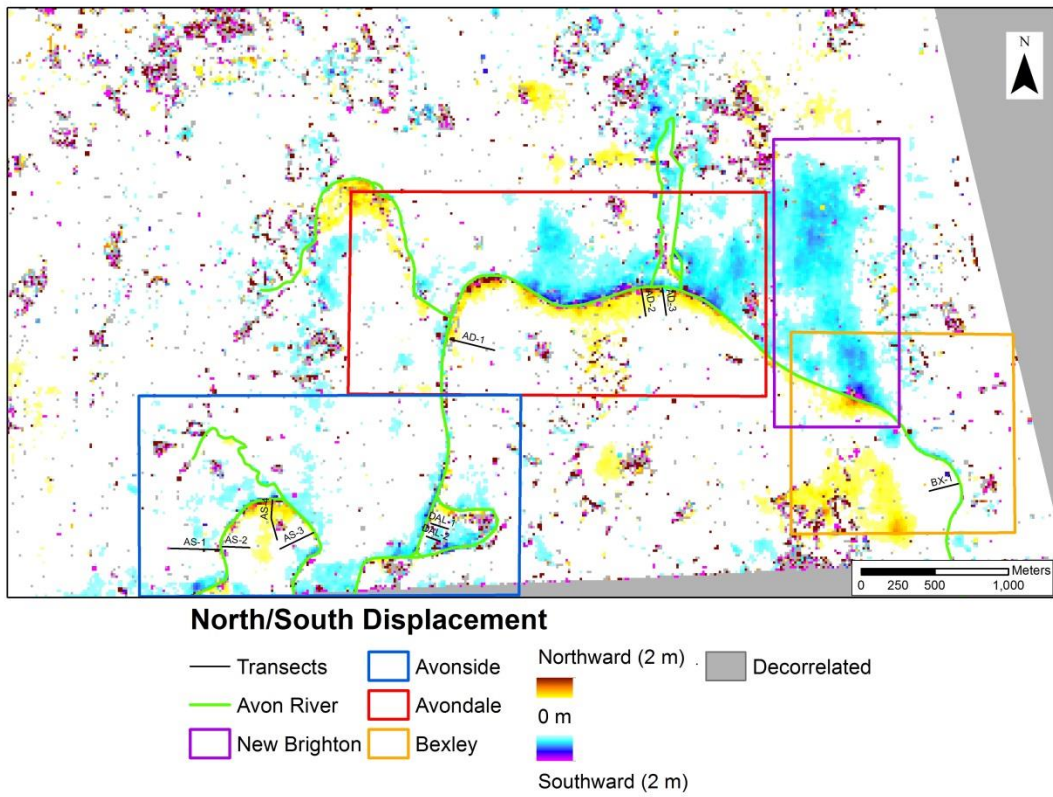 N
AD-1
AD-2
AD-3
AS-1
AS-2
AS-4
AS-3
DAL-1
DAL-2
BX-1
Meters
0 250 500 1,000
North/South Displacement
Transects
Avon River
New Brighton
Avonside
Avondale
Bexley
Northward (2 m)
0 m
Southward (2 m)
Decorrelated